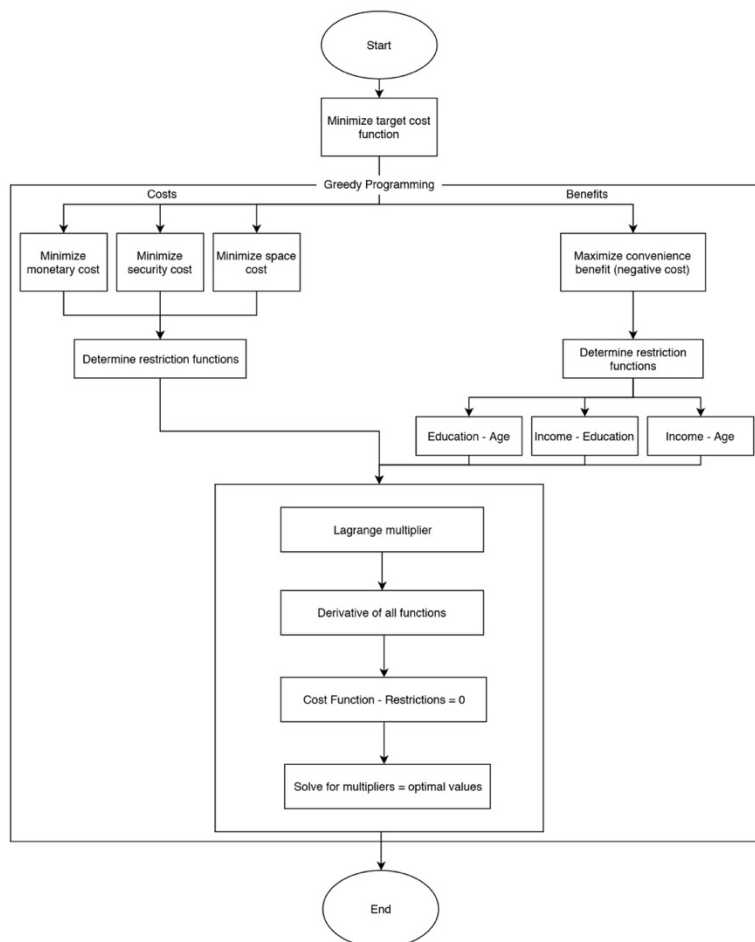 Start
Minimize target cost
function
Greedy Programming
Costs
Benefits
Minimize
monetary cost
Minimize
security cost
Minimize space
cost
Maximize convenience
benefit (negative cost)
Determine restriction functions
Determine restriction
functions
Education - Age
Income - Education
Income - Age
Lagrange multiplier
Derivative of all functions
Cost Function - Restrictions = 0
Solve for multipliers = optimal values
End